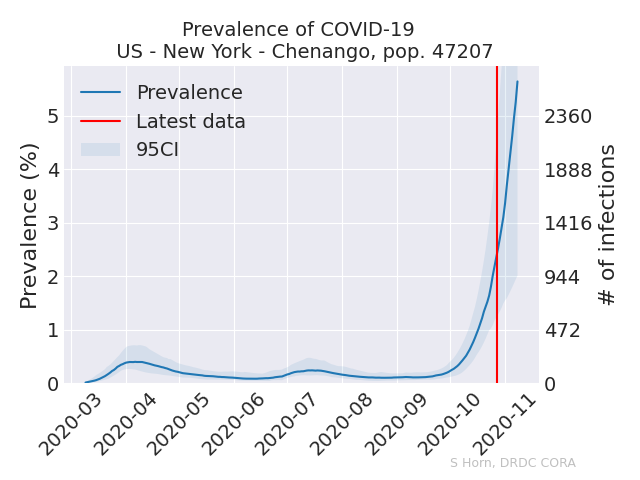 Prevalence of COVID-19
US - New York - Chenango, pop. 47207
Prevalence
Latest data
95CI
Prevalence (%)
5
4
3
2
1
0
2360
1888
1416
944
472
0
# of infections
2020-03
2020-04
2020-05
2020-06
2020-07
2020-08
2020-09
2020-10
2020-11
S Horn, DRDC CORA